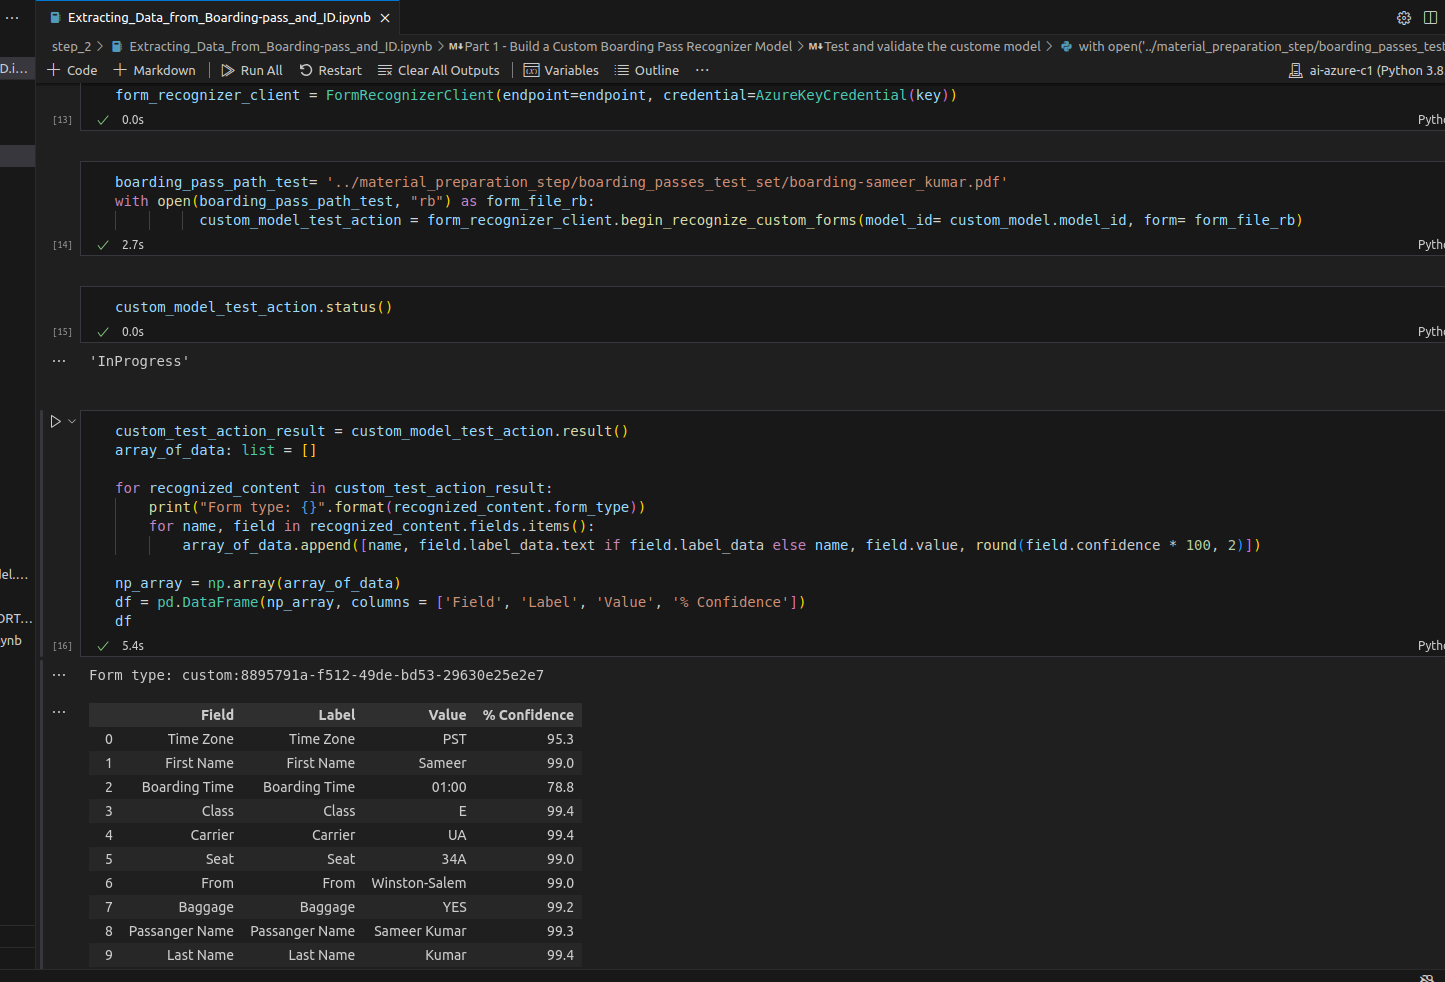 Extracting_Data_from_Boarding-pass_and_ID.ipynb
step_2 > Extracting_Data_from_Boarding-pass_and_ID.ipynb > M↓Part 1 - Build a Custom Boarding Pass Recognizer Model > M↓Test and validate the custome model > with open('../material_preparation_step/boarding_passes_test
D.i...
+ Code + Markdown Run All Restart Clear All Outputs Variables Outline ... ai-azure-c1 (Python 3.8
form_recognizer_client = FormRecognizerClient(endpoint=endpoint, credential=AzureKeyCredential(key))
[13] 0.0s Pytho
boarding_pass_path_test= '../material_preparation_step/boarding_passes_test_set/boarding-sameer_kumar.pdf'
with open(boarding_pass_path_test, "rb") as form_file_rb:
custom_model_test_action = form_recognizer_client.begin_recognize_custom_forms(model_id= custom_model.model_id, form= form_file_rb)
[14] 2.7s Pytho
custom_model_test_action.status()
[15] 0.0s Pytho
'InProgress'
custom_test_action_result = custom_model_test_action.result()
array_of_data: list = []
for recognized_content in custom_test_action_result:
print("Form type: {}".format(recognized_content.form_type))
for name, field in recognized_content.fields.items():
array_of_data.append([name, field.label_data.text if field.label_data else name, field.value, round(field.confidence * 100, 2)])
np_array = np.array(array_of_data)
df = pd.DataFrame(np_array, columns = ['Field', 'Label', 'Value', '% Confidence'])
df
[16] 5.4s Pytho
del....
ORT...
ynb
Form type: custom:8895791a-f512-49de-bd53-29630e25e2e7
Field Label Value % Confidence
0 Time Zone Time Zone PST 95.3
1 First Name First Name Sameer 99.0
2 Boarding Time Boarding Time 01:00 78.8
3 Class Class E 99.4
4 Carrier Carrier UA 99.4
5 Seat Seat 34A 99.0
6 From From Winston-Salem 99.0
7 Baggage Baggage YES 99.2
8 Passanger Name Passanger Name Sameer Kumar 99.3
9 Last Name Last Name Kumar 99.4